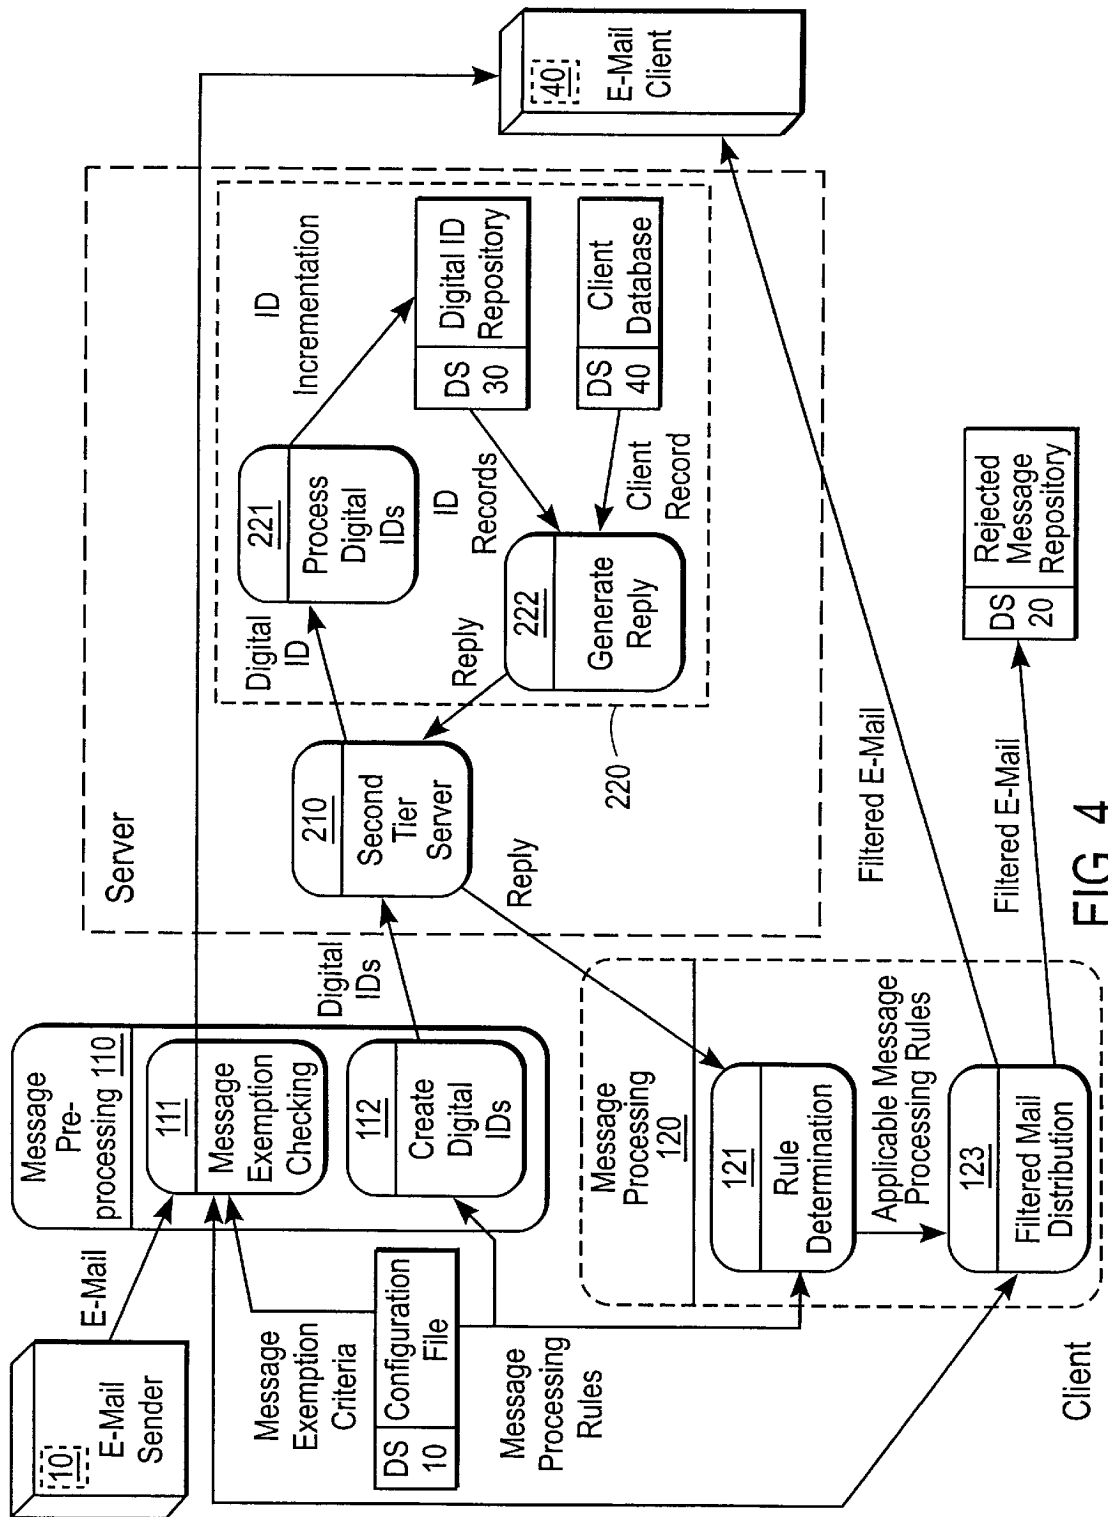 10
E-Mail
Sender
E-Mail
Message
Pre-
processing 110
111
Message
Exemption
Checking
112
Create
Digital
IDs
Message
Exemption
Criteria
DS
10
Configuration
File
Message
Processing
Rules
Digital
IDs
Server
210
Second
Tier
Server
Digital
ID
Reply
221
Process
Digital
IDs
ID
Incrementation
DS
30
Digital ID
Repository
ID
Records
222
Generate
Reply
DS
40
Client
Database
Client
Record
220
40
E-Mail
Client
Reply
Message
Processing
120
121
Rule
Determination
Applicable Message
Processing Rules
123
Filtered Mail
Distribution
Client
Filtered E-Mail
Filtered E-Mail
DS
20
Rejected
Message
Repository
FIG. 4